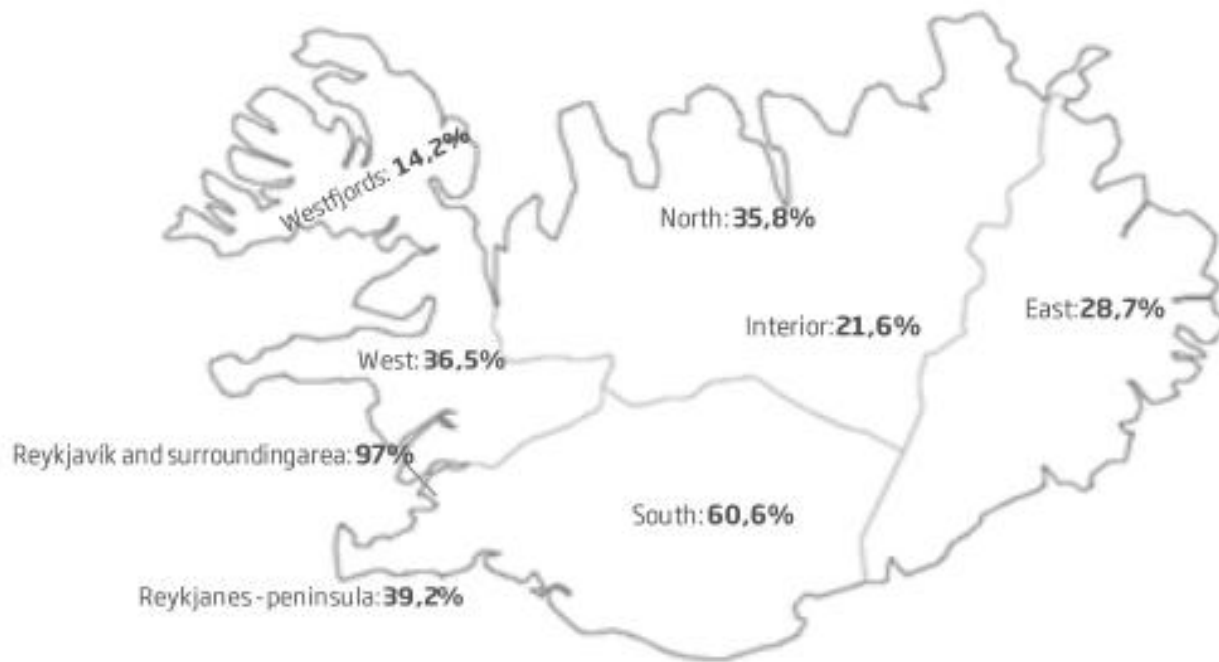 Westfjords: 14,2%
North: 35,8%
East: 28,7%
Interior: 21,6%
West: 36,5%
Reykjavík and surroundingarea: 97%
South: 60,6%
Reykjanes-peninsula: 39,2%